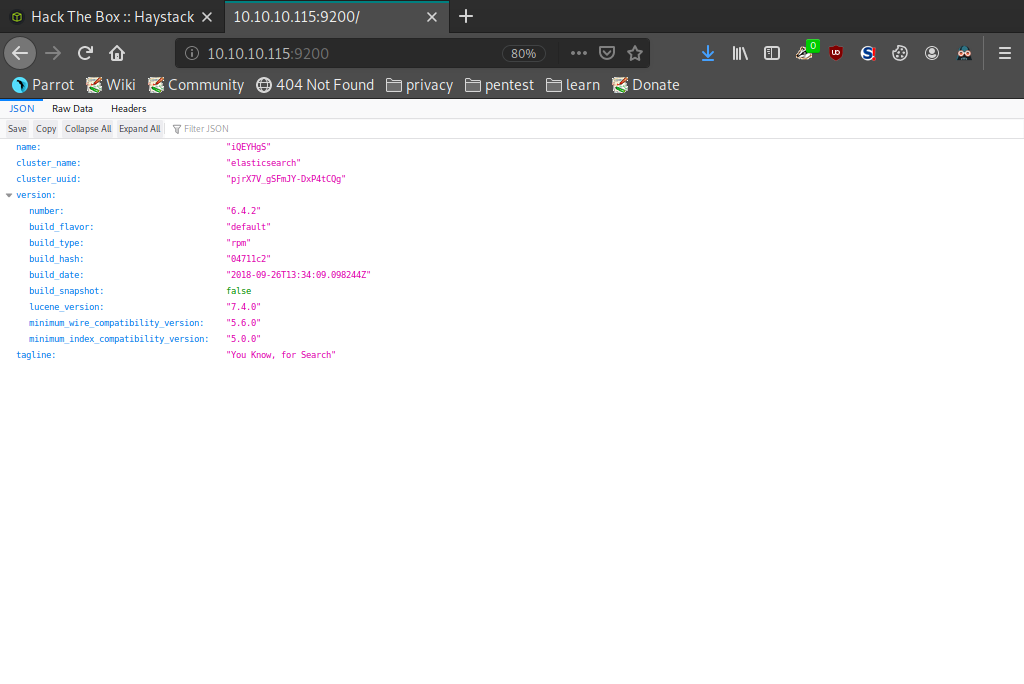 Hack The Box :: Haystack
10.10.10.115:9200/
10.10.10.115:9200
80%
0
Parrot
Wiki
Community
404 Not Found
privacy
pentest
learn
Donate
JSON
Raw Data
Headers
Save
Copy
Collapse All
Expand All
Filter JSON
name: "iQEYHgS"
cluster_name: "elasticsearch"
cluster_uuid: "pjrX7V_gSFmJY-DxP4tCQg"
version:
number: "6.4.2"
build_flavor: "default"
build_type: "rpm"
build_hash: "04711c2"
build_date: "2018-09-26T13:34:09.098244Z"
build_snapshot: false
lucene_version: "7.4.0"
minimum_wire_compatibility_version: "5.6.0"
minimum_index_compatibility_version: "5.0.0"
tagline: "You Know, for Search"